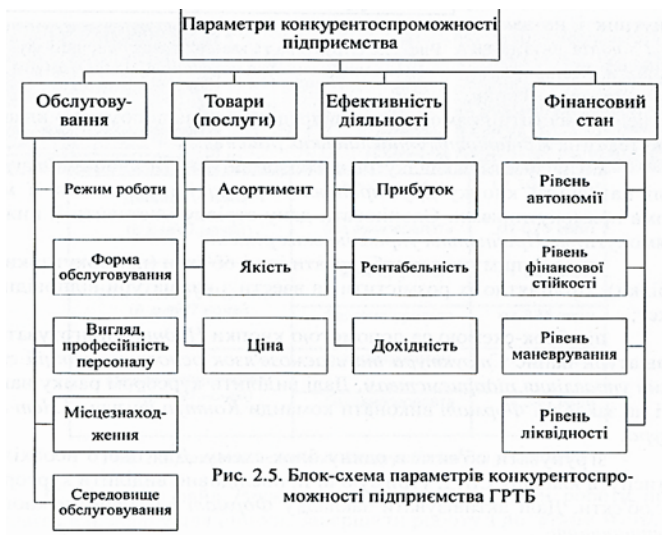 Параметри конкурентоспроможності
підприємства
Обслугову-
вання
Товари
(послуги)
Ефективність
діяльності
Фінансовий
стан
Режим роботи
Асортимент
Прибуток
Рівень
автономії
Форма
обслуговування
Якість
Рентабельність
Рівень
фінансової
стійкості
Вигляд,
професійність
персоналу
Ціна
Дохідність
Рівень
маневрування
Місцезнаход-
ження
Рівень
ліквідності
Середовище
обслуговування
Рис. 2.5. Блок-схема параметрів конкурентоспро-
можності підприємства ГРТБ